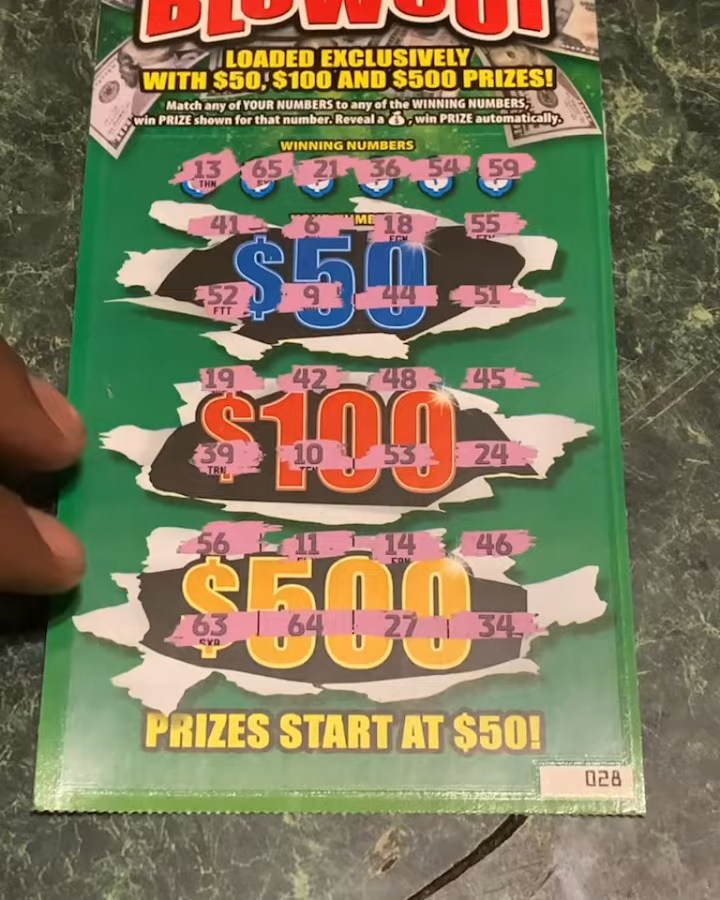 BLOWOUT
LOADED EXCLUSIVELY
WITH $50, $100 AND $500 PRIZES!
Match any of YOUR NUMBERS to any of the WINNING NUMBERS,
win PRIZE shown for that number. Reveal a , win PRIZE automatically.
WINNING NUMBERS
13 65 21 36 54 59
THN
41 6 18 55
$50
52 9 44 51
FTT
19 42 48 45
$100
39 10 53 24
56 11 14 46
$500
63 64 27 34
PRIZES START AT $50!
028